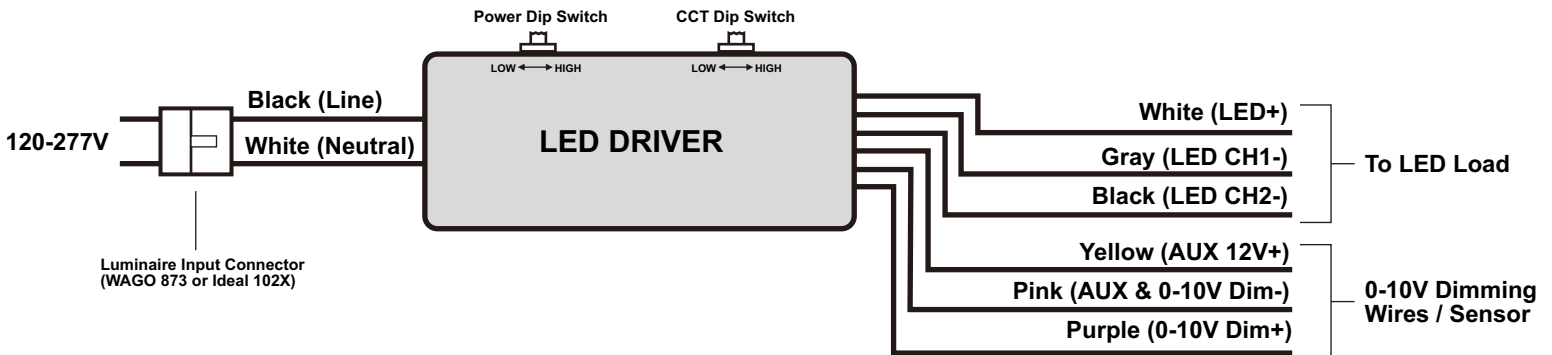 Power Dip Switch
CCT Dip Switch
LOW HIGH
LOW HIGH
Black (Line)
120-277V
White (Neutral)
LED DRIVER
White (LED+)
Gray (LED CH1-)
To LED Load
Black (LED CH2-)
Luminaire Input Connector
(WAGO 873 or Ideal 102X)
Yellow (AUX 12V+)
Pink (AUX & 0-10V Dim-)
0-10V Dimming
Wires / Sensor
Purple (0-10V Dim+)